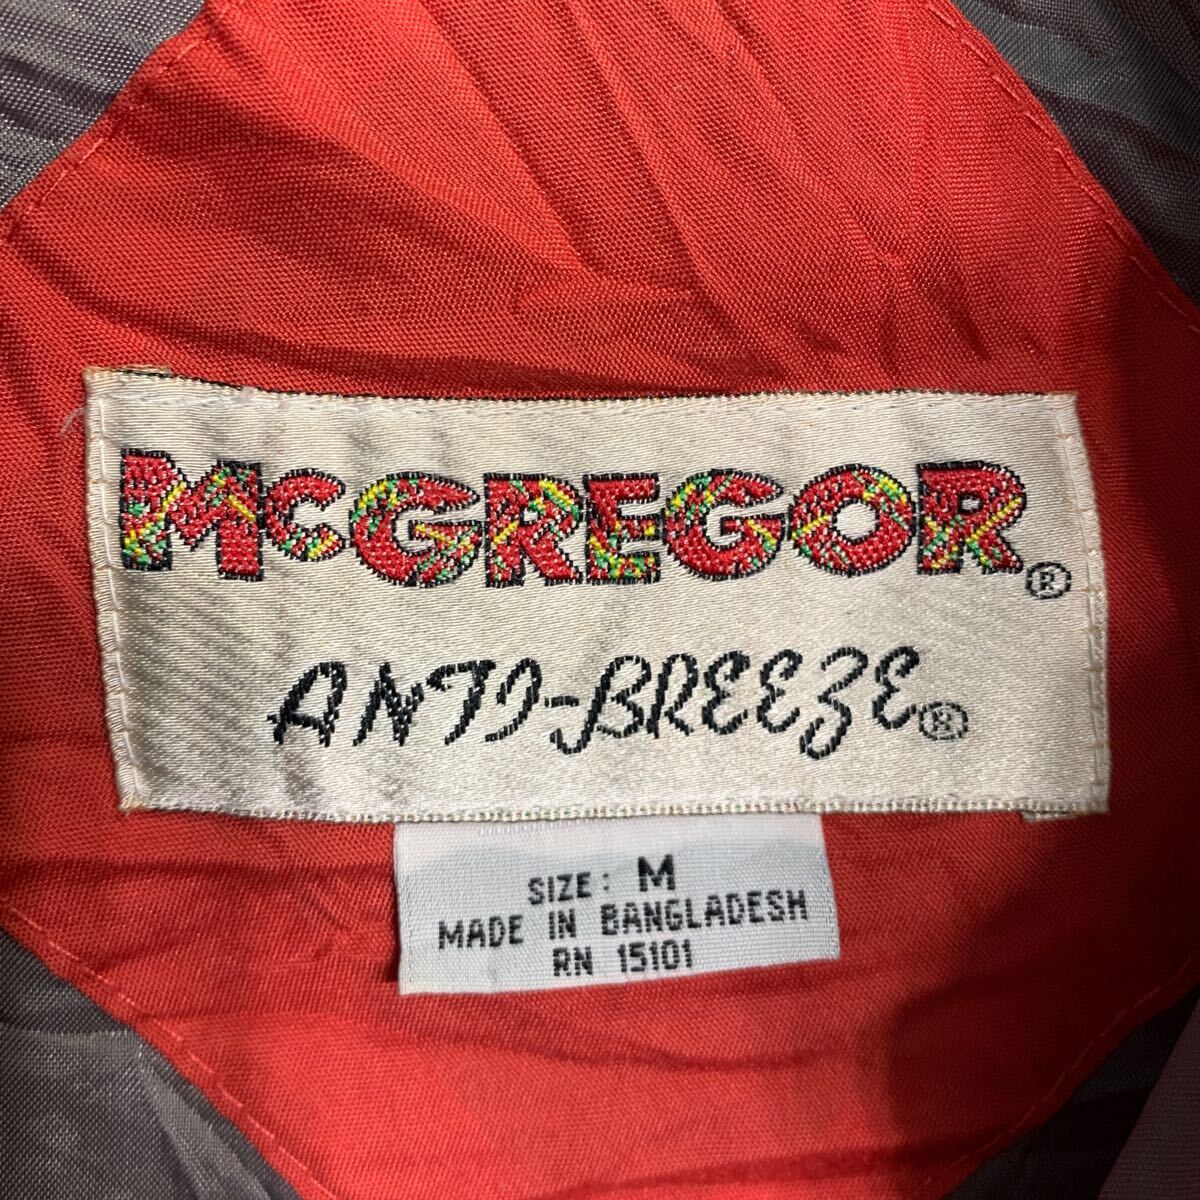 McGREGOR®
ANTI-BREEZE®
SIZE: M
MADE IN BANGLADESH
RN 15101